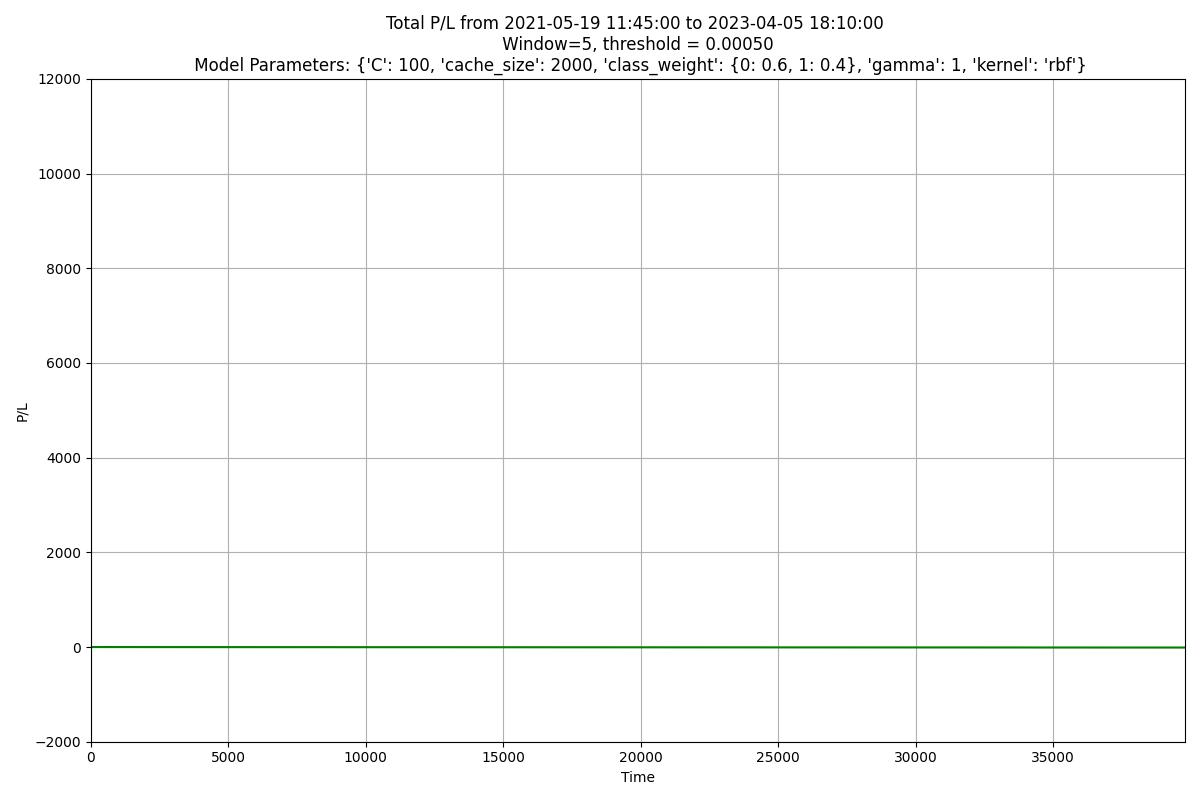 Total P/L from 2021-05-19 11:45:00 to 2023-04-05 18:10:00
Window=5, threshold = 0.00050
Model Parameters: {'C': 100, 'cache_size': 2000, 'class_weight': {0: 0.6, 1: 0.4}, 'gamma': 1, 'kernel': 'rbf'}
12000
10000
8000
6000
P/L
4000
2000
0
−2000
0 5000 10000 15000 20000 25000 30000 35000
Time